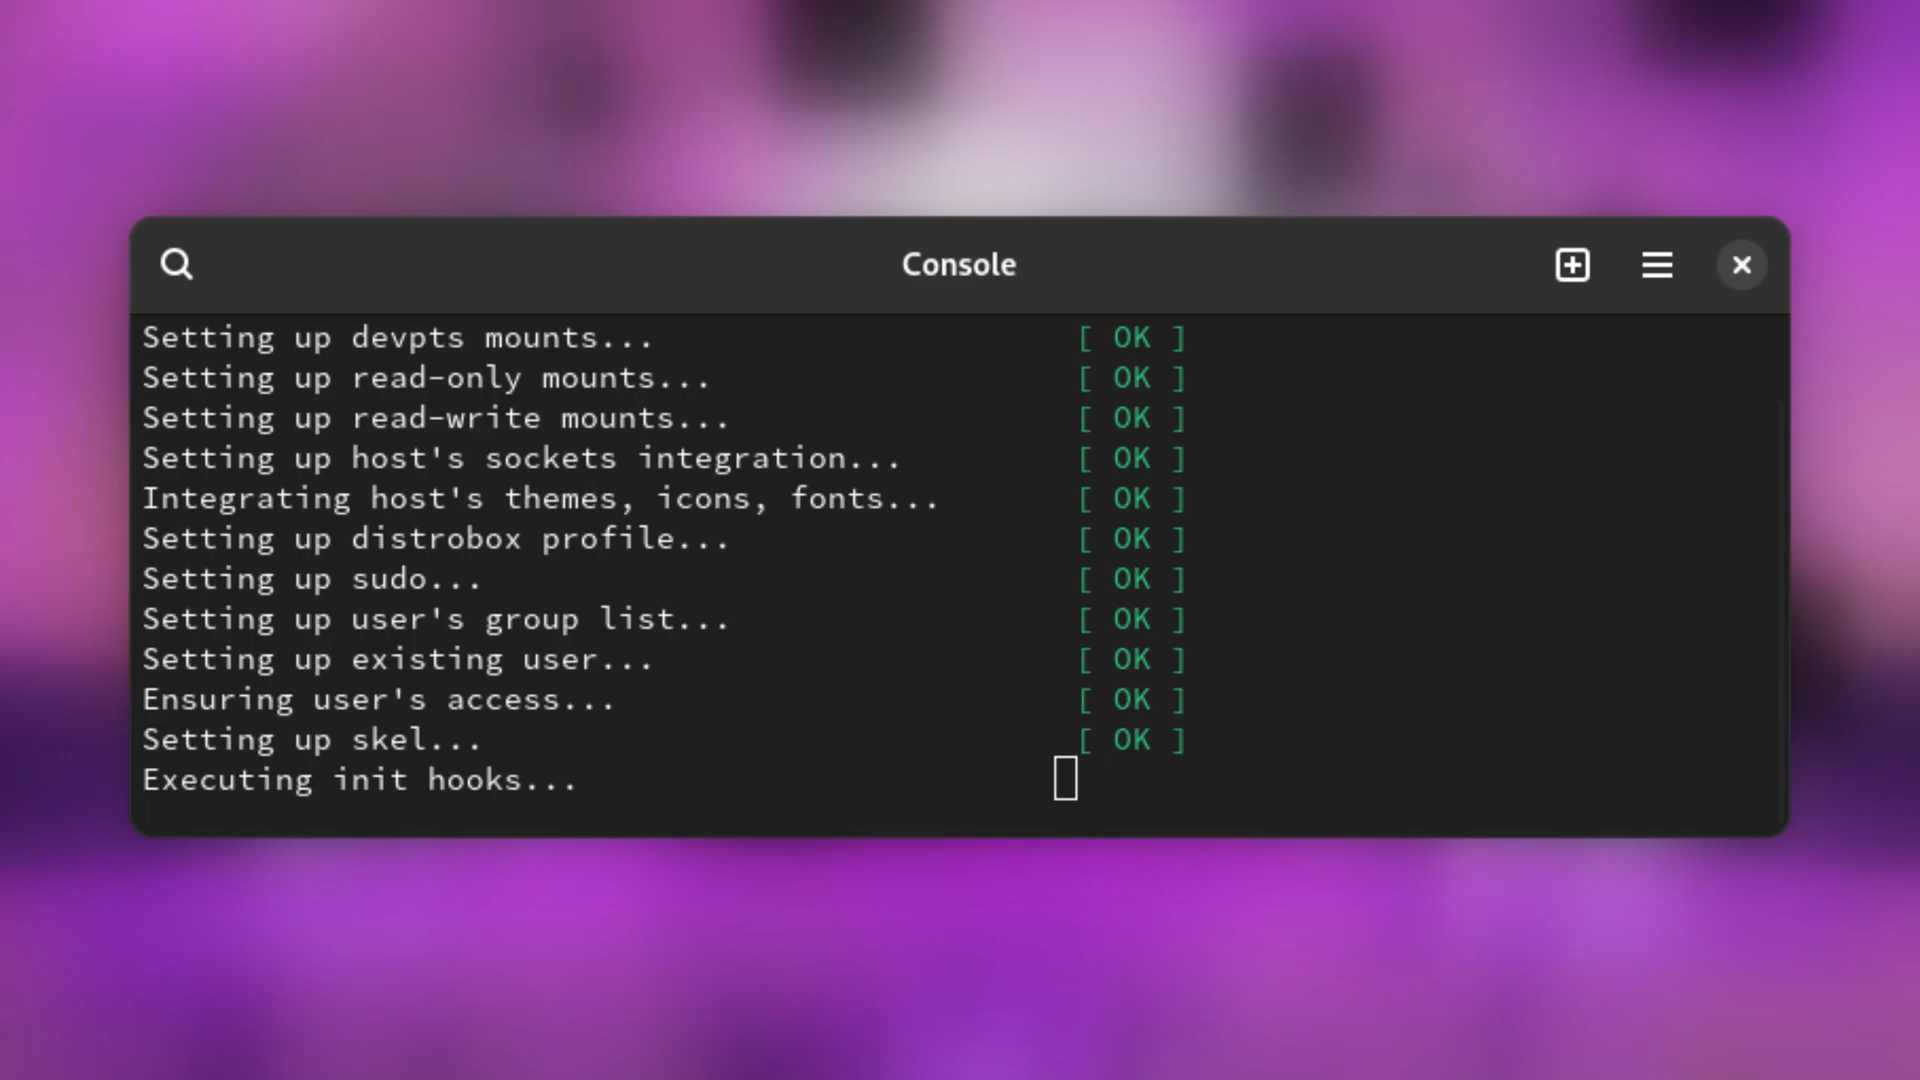 Console
Setting up devpts mounts... [ OK ]
Setting up read-only mounts... [ OK ]
Setting up read-write mounts... [ OK ]
Setting up host's sockets integration... [ OK ]
Integrating host's themes, icons, fonts... [ OK ]
Setting up distrobox profile... [ OK ]
Setting up sudo... [ OK ]
Setting up user's group list... [ OK ]
Setting up existing user... [ OK ]
Ensuring user's access... [ OK ]
Setting up skel... [ OK ]
Executing init hooks...